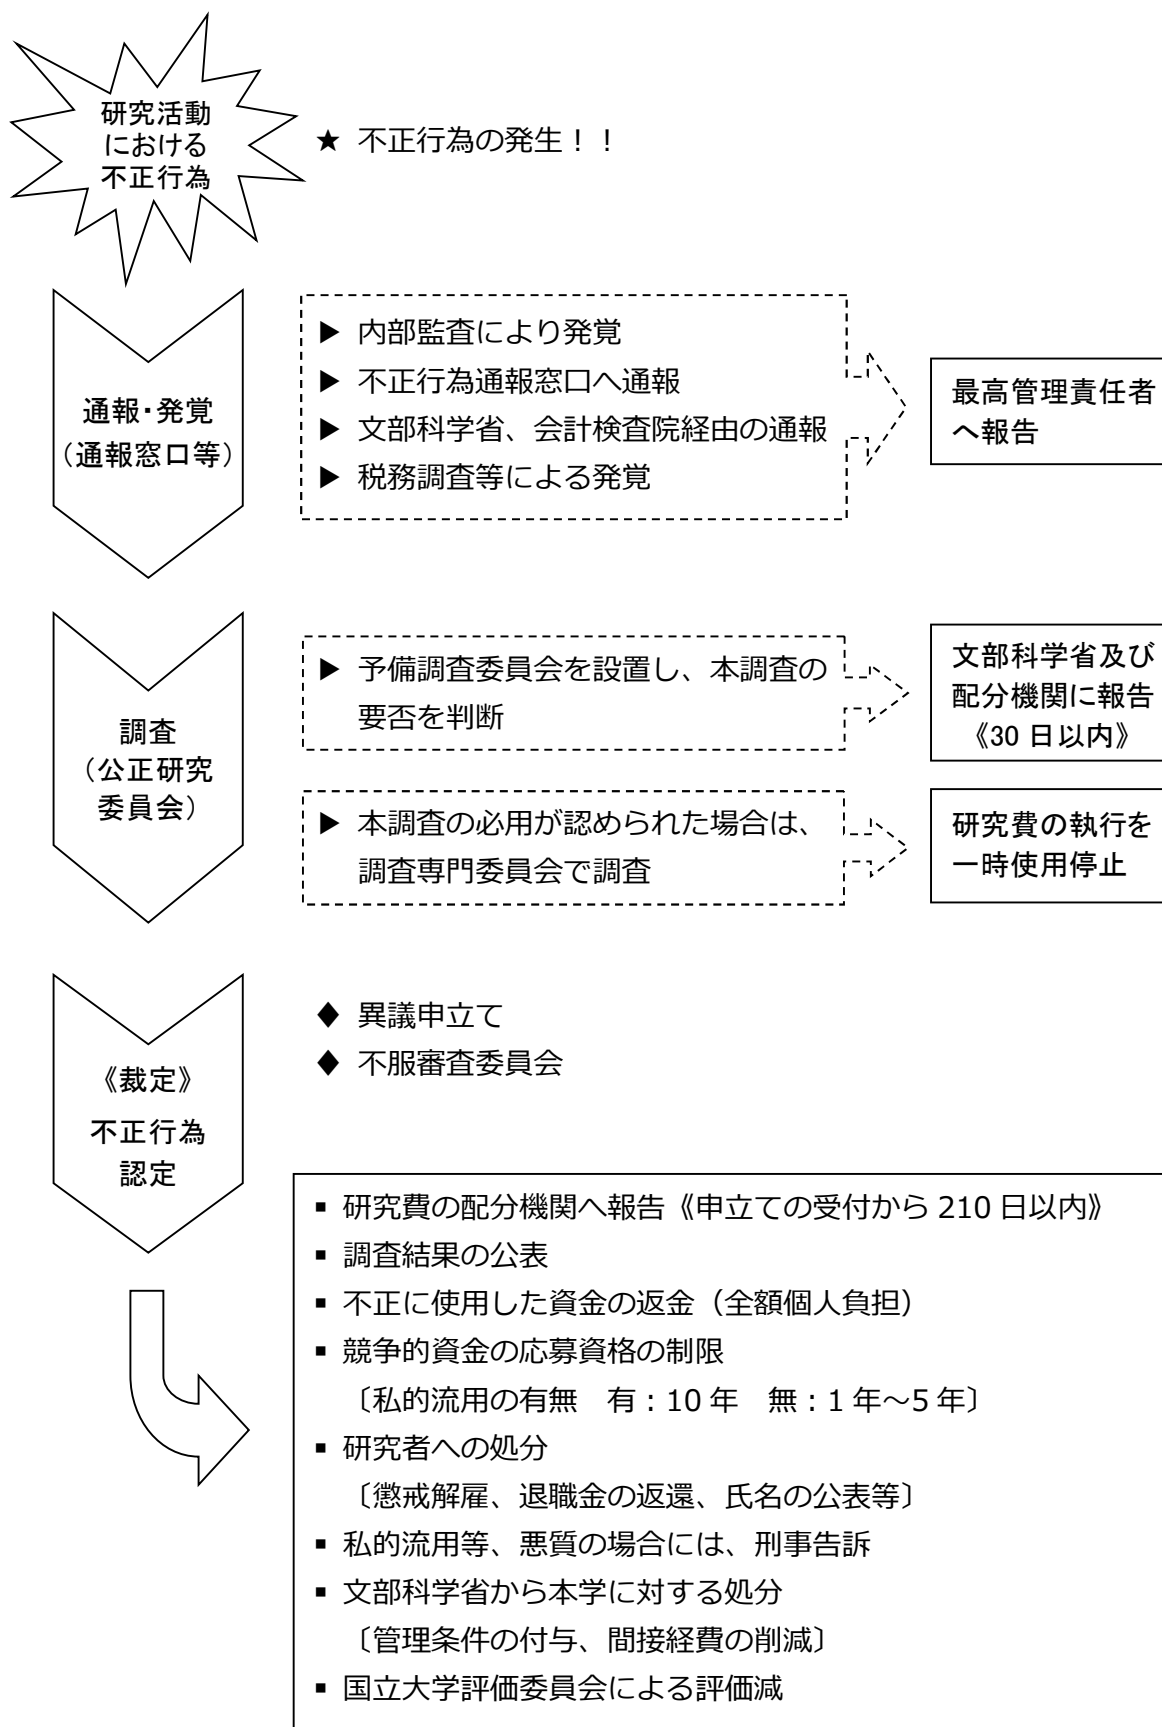 研究活動
における
不正行為
★ 不正行為の発生！！
通報・発覚
（通報窓口等）
▶ 内部監査により発覚
▶ 不正行為通報窓口へ通報
▶ 文部科学省、会計検査院経由の通報
▶ 税務調査等による発覚
最高管理責任者
へ報告
調査
（公正研究
委員会）
▶ 予備調査委員会を設置し、本調査の
要否を判断
文部科学省及び
配分機関に報告
《30 日以内》
▶ 本調査の必用が認められた場合は、
調査専門委員会で調査
研究費の執行を
一時使用停止
《裁定》
不正行為
認定
◆ 異議申立て
◆ 不服審査委員会
▪ 研究費の配分機関へ報告《申立ての受付から 210 日以内》
▪ 調査結果の公表
▪ 不正に使用した資金の返金（全額個人負担）
▪ 競争的資金の応募資格の制限
〔私的流用の有無　有：10 年　無：1 年～5 年〕
▪ 研究者への処分
〔懲戒解雇、退職金の返還、氏名の公表等〕
▪ 私的流用等、悪質の場合には、刑事告訴
▪ 文部科学省から本学に対する処分
〔管理条件の付与、間接経費の削減〕
▪ 国立大学評価委員会による評価減